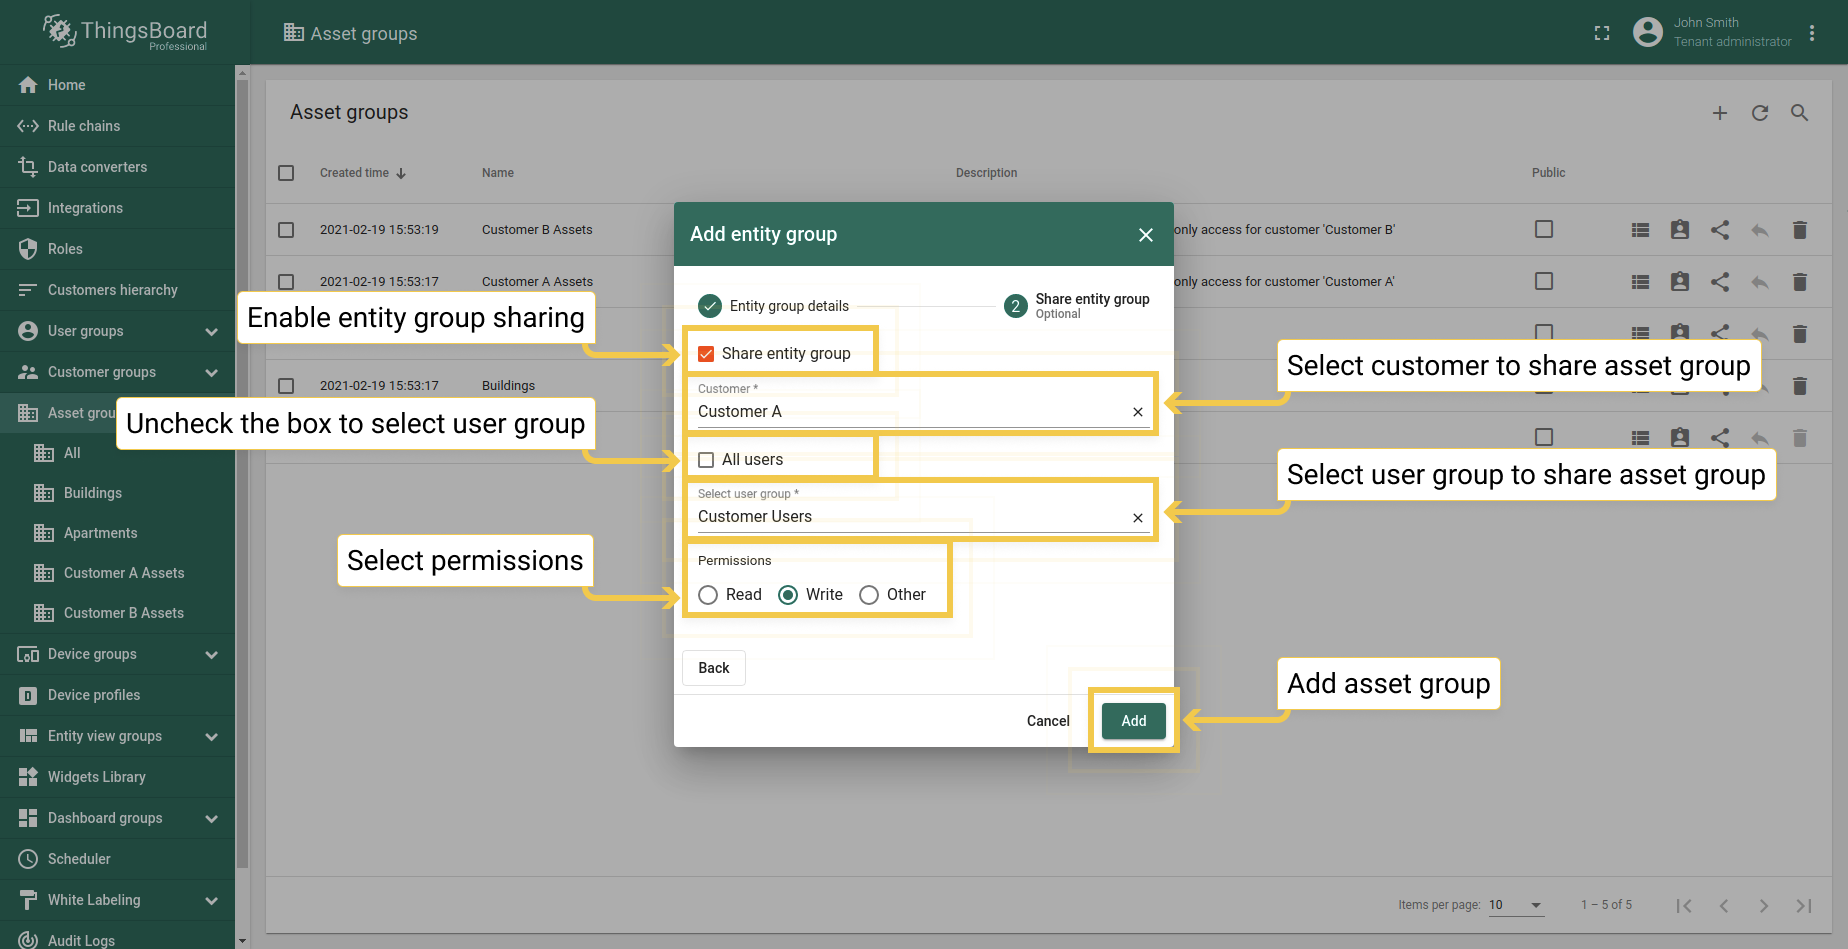 ThingsBoard
Professional
Asset groups
John Smith
Tenant administrator
Home
Rule chains
Data converters
Integrations
Roles
Customers hierarchy
User groups
Customer groups
Asset grou
All
Buildings
Apartments
Customer A Assets
Customer B Assets
Device groups
Device profiles
Entity view groups
Widgets Library
Dashboard groups
Scheduler
White Labeling
Audit Logs
Asset groups
Created time
Name
Description
Public
2021-02-19 15:53:19
Customer B Assets
only access for customer 'Customer B'
2021-02-19 15:53:17
Customer A Assets
only access for customer 'Customer A'
2021-02-19 15:53:17
Buildings
Add entity group
Entity group details
2
Share entity group
Optional
Share entity group
Customer *
Customer A
All users
Select user group *
Customer Users
Permissions
Read
Write
Other
Back
Cancel
Add
Enable entity group sharing
Uncheck the box to select user group
Select permissions
Select customer to share asset group
Select user group to share asset group
Add asset group
Items per page:
10
1 – 5 of 5